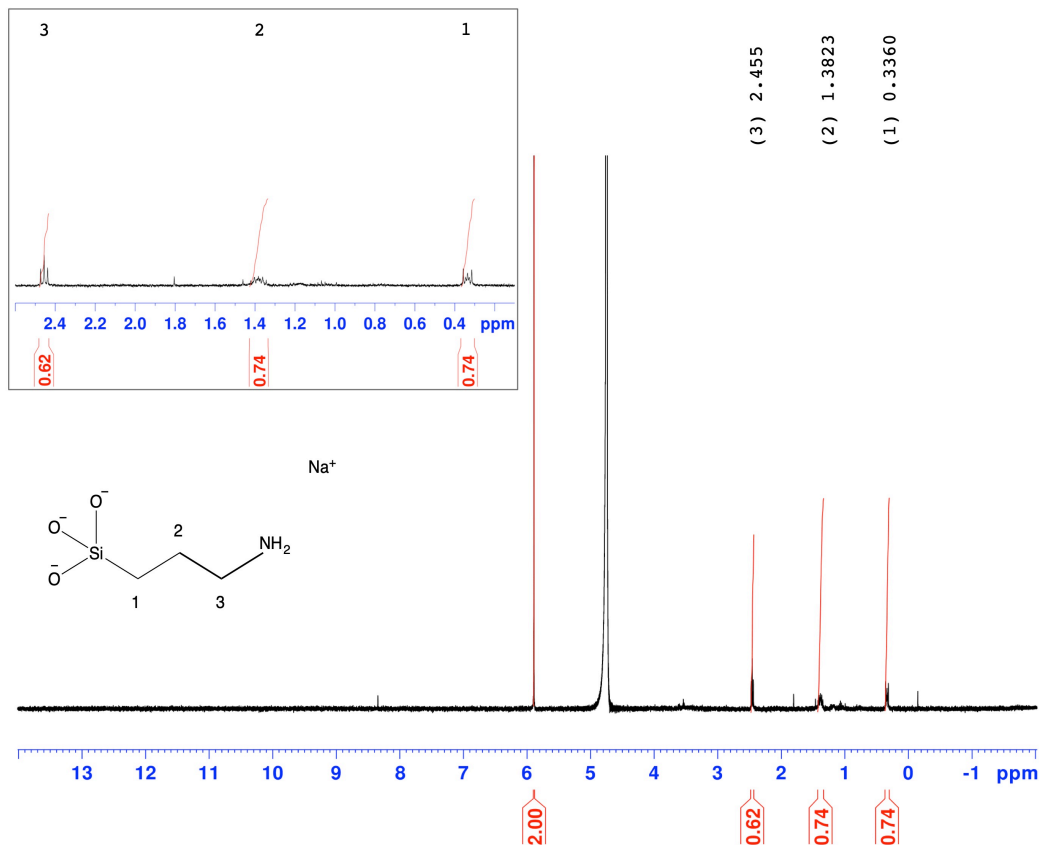 3 2 1
2.4 2.2 2.0 1.8 1.6 1.4 1.2 1.0 0.8 0.6 0.4 ppm
0.62 0.74 0.74
(3) 2.455
(2) 1.3823
(1) 0.3360
Na+
O−
O− 2 NH2
Si
O−
1 3
13 12 11 10 9 8 7 6 5 4 3 2 1 0 -1 ppm
2.00 0.62 0.74 0.74